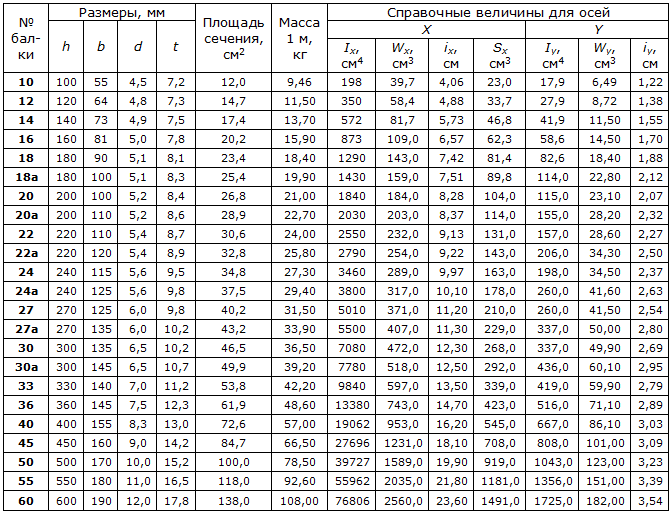 № бал-ки Размеры, мм Площадь сечения, см2 Масса 1 м, кг Справочные величины для осей
X Y
h b d t Ix, см4 Wx, см3 ix, см Sx см3 Iy, см4 Wy, см3 iy, см
10 100 55 4,5 7,2 12,0 9,46 198 39,7 4,06 23,0 17,9 6,49 1,22
12 120 64 4,8 7,3 14,7 11,50 350 58,4 4,88 33,7 27,9 8,72 1,38
14 140 73 4,9 7,5 17,4 13,70 572 81,7 5,73 46,8 41,9 11,50 1,55
16 160 81 5,0 7,8 20,2 15,90 873 109,0 6,57 62,3 58,6 14,50 1,70
18 180 90 5,1 8,1 23,4 18,40 1290 143,0 7,42 81,4 82,6 18,40 1,88
18а 180 100 5,1 8,3 25,4 19,90 1430 159,0 7,51 89,8 114,0 22,80 2,12
20 200 100 5,2 8,4 26,8 21,00 1840 184,0 8,28 104,0 115,0 23,10 2,07
20а 200 110 5,2 8,6 28,9 22,70 2030 203,0 8,37 114,0 155,0 28,20 2,32
22 220 110 5,4 8,7 30,6 24,00 2550 232,0 9,13 131,0 157,0 28,60 2,27
22а 220 120 5,4 8,9 32,8 25,80 2790 254,0 9,22 143,0 206,0 34,30 2,50
24 240 115 5,6 9,5 34,8 27,30 3460 289,0 9,97 163,0 198,0 34,50 2,37
24а 240 125 5,6 9,8 37,5 29,40 3800 317,0 10,10 178,0 260,0 41,60 2,63
27 270 125 6,0 9,8 40,2 31,50 5010 371,0 11,20 210,0 260,0 41,50 2,54
27а 270 135 6,0 10,2 43,2 33,90 5500 407,0 11,30 229,0 337,0 50,00 2,80
30 300 135 6,5 10,2 46,5 36,50 7080 472,0 12,30 268,0 337,0 49,90 2,69
30а 300 145 6,5 10,7 49,9 39,20 7780 518,0 12,50 292,0 436,0 60,10 2,95
33 330 140 7,0 11,2 53,8 42,20 9840 597,0 13,50 339,0 419,0 59,90 2,79
36 360 145 7,5 12,3 61,9 48,60 13380 743,0 14,70 423,0 516,0 71,10 2,89
40 400 155 8,3 13,0 72,6 57,00 19062 953,0 16,20 545,0 667,0 86,10 3,03
45 450 160 9,0 14,2 84,7 66,50 27696 1231,0 18,10 708,0 808,0 101,00 3,09
50 500 170 10,0 15,2 100,0 78,50 39727 1589,0 19,90 919,0 1043,0 123,00 3,23
55 550 180 11,0 16,5 118,0 92,60 55962 2035,0 21,80 1181,0 1356,0 151,00 3,39
60 600 190 12,0 17,8 138,0 108,00 76806 2560,0 23,60 1491,0 1725,0 182,00 3,54